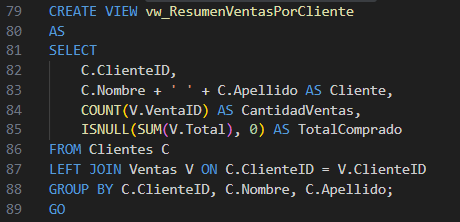 79 CREATE VIEW vw_ResumenVentasPorCliente
80 AS
81 SELECT
82     C.ClienteID,
83     C.Nombre + ' ' + C.Apellido AS Cliente,
84     COUNT(V.VentaID) AS CantidadVentas,
85     ISNULL(SUM(V.Total), 0) AS TotalComprado
86 FROM Clientes C
87 LEFT JOIN Ventas V ON C.ClienteID = V.ClienteID
88 GROUP BY C.ClienteID, C.Nombre, C.Apellido;
89 GO